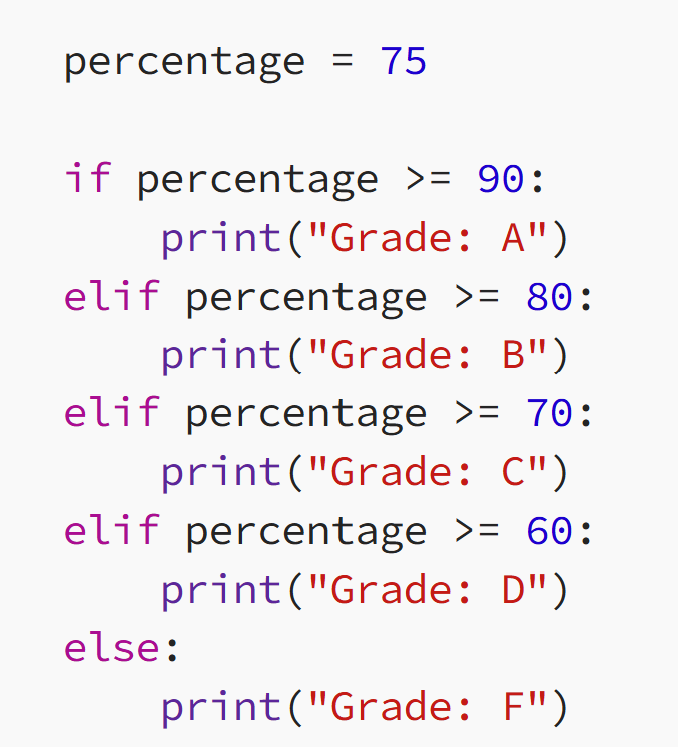 percentage = 75

if percentage >= 90:
    print("Grade: A")
elif percentage >= 80:
    print("Grade: B")
elif percentage >= 70:
    print("Grade: C")
elif percentage >= 60:
    print("Grade: D")
else:
    print("Grade: F")